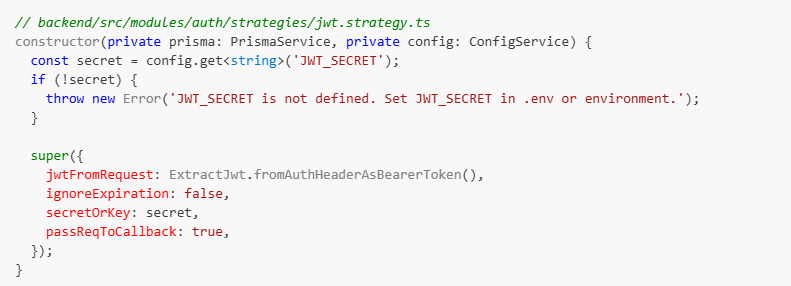 // backend/src/modules/auth/strategies/jwt.strategy.ts
constructor(private prisma: PrismaService, private config: ConfigService) {
  const secret = config.get<string>('JWT_SECRET');
  if (!secret) {
    throw new Error('JWT_SECRET is not defined. Set JWT_SECRET in .env or environment.');
  }

  super({
    jwtFromRequest: ExtractJwt.fromAuthHeaderAsBearerToken(),
    ignoreExpiration: false,
    secretOrKey: secret,
    passReqToCallback: true,
  });
}